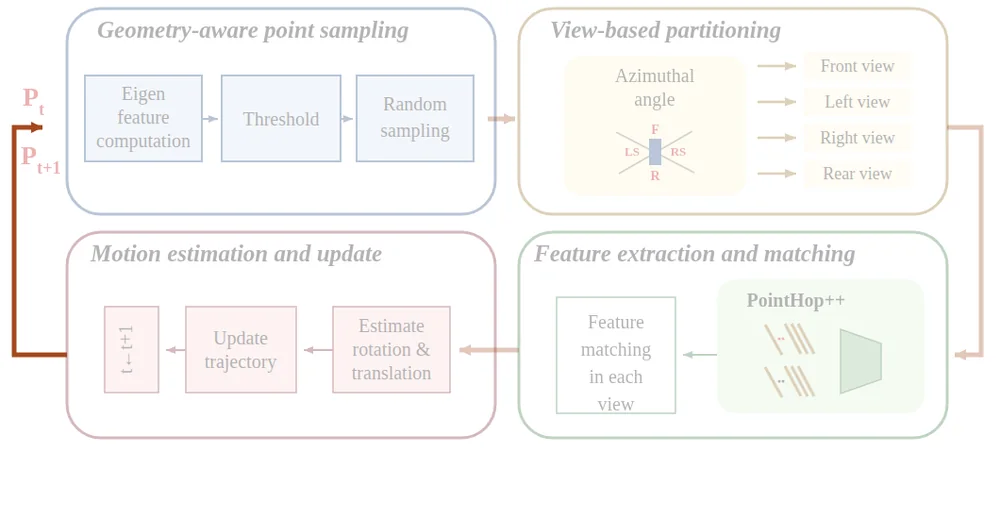 Geometry-aware point sampling
Eigen
feature
computation
Threshold
Random
sampling
View-based partitioning
Azimuthal
angle
F
LS
RS
R
Front view
Left view
Right view
Rear view
Pt
Pt+1
Motion estimation and update
t←t+1
Update
trajectory
Estimate
rotation &
translation
Feature extraction and matching
Feature
matching
in each
view
PointHop++